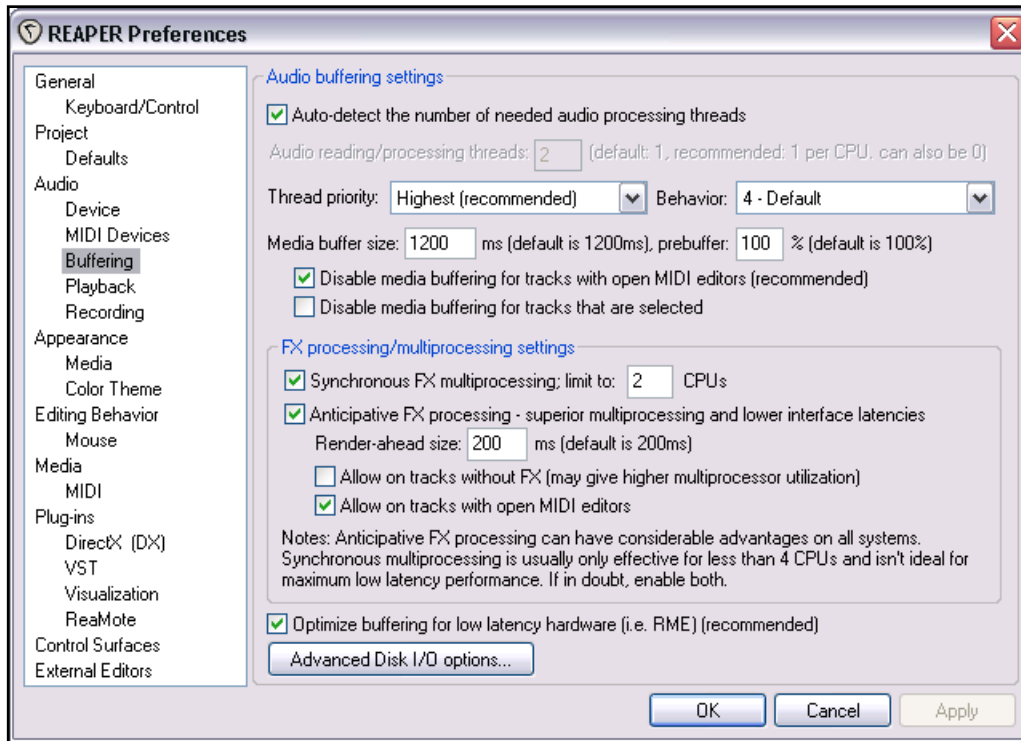 REAPER Preferences
General
Keyboard/Control
Project
Defaults
Audio
Device
MIDI Devices
Buffering
Playback
Recording
Appearance
Media
Color Theme
Editing Behavior
Mouse
Media
MIDI
Plug-ins
DirectX (DX)
VST
Visualization
ReaMote
Control Surfaces
External Editors
Audio buffering settings
Auto-detect the number of needed audio processing threads
Audio reading/processing threads: 2 (default: 1, recommended: 1 per CPU. can also be 0)
Thread priority: Highest (recommended) Behavior: 4 - Default
Media buffer size: 1200 ms (default is 1200ms), prebuffer: 100 % (default is 100%)
Disable media buffering for tracks with open MIDI editors (recommended)
Disable media buffering for tracks that are selected
FX processing/multiprocessing settings
Synchronous FX multiprocessing; limit to: 2 CPUs
Anticipative FX processing - superior multiprocessing and lower interface latencies
Render-ahead size: 200 ms (default is 200ms)
Allow on tracks without FX (may give higher multiprocessor utilization)
Allow on tracks with open MIDI editors
Notes: Anticipative FX processing can have considerable advantages on all systems.
Synchronous multiprocessing is usually only effective for less than 4 CPUs and isn't ideal for
maximum low latency performance. If in doubt, enable both.
Optimize buffering for low latency hardware (i.e. RME) (recommended)
Advanced Disk I/O options...
OK Cancel Apply